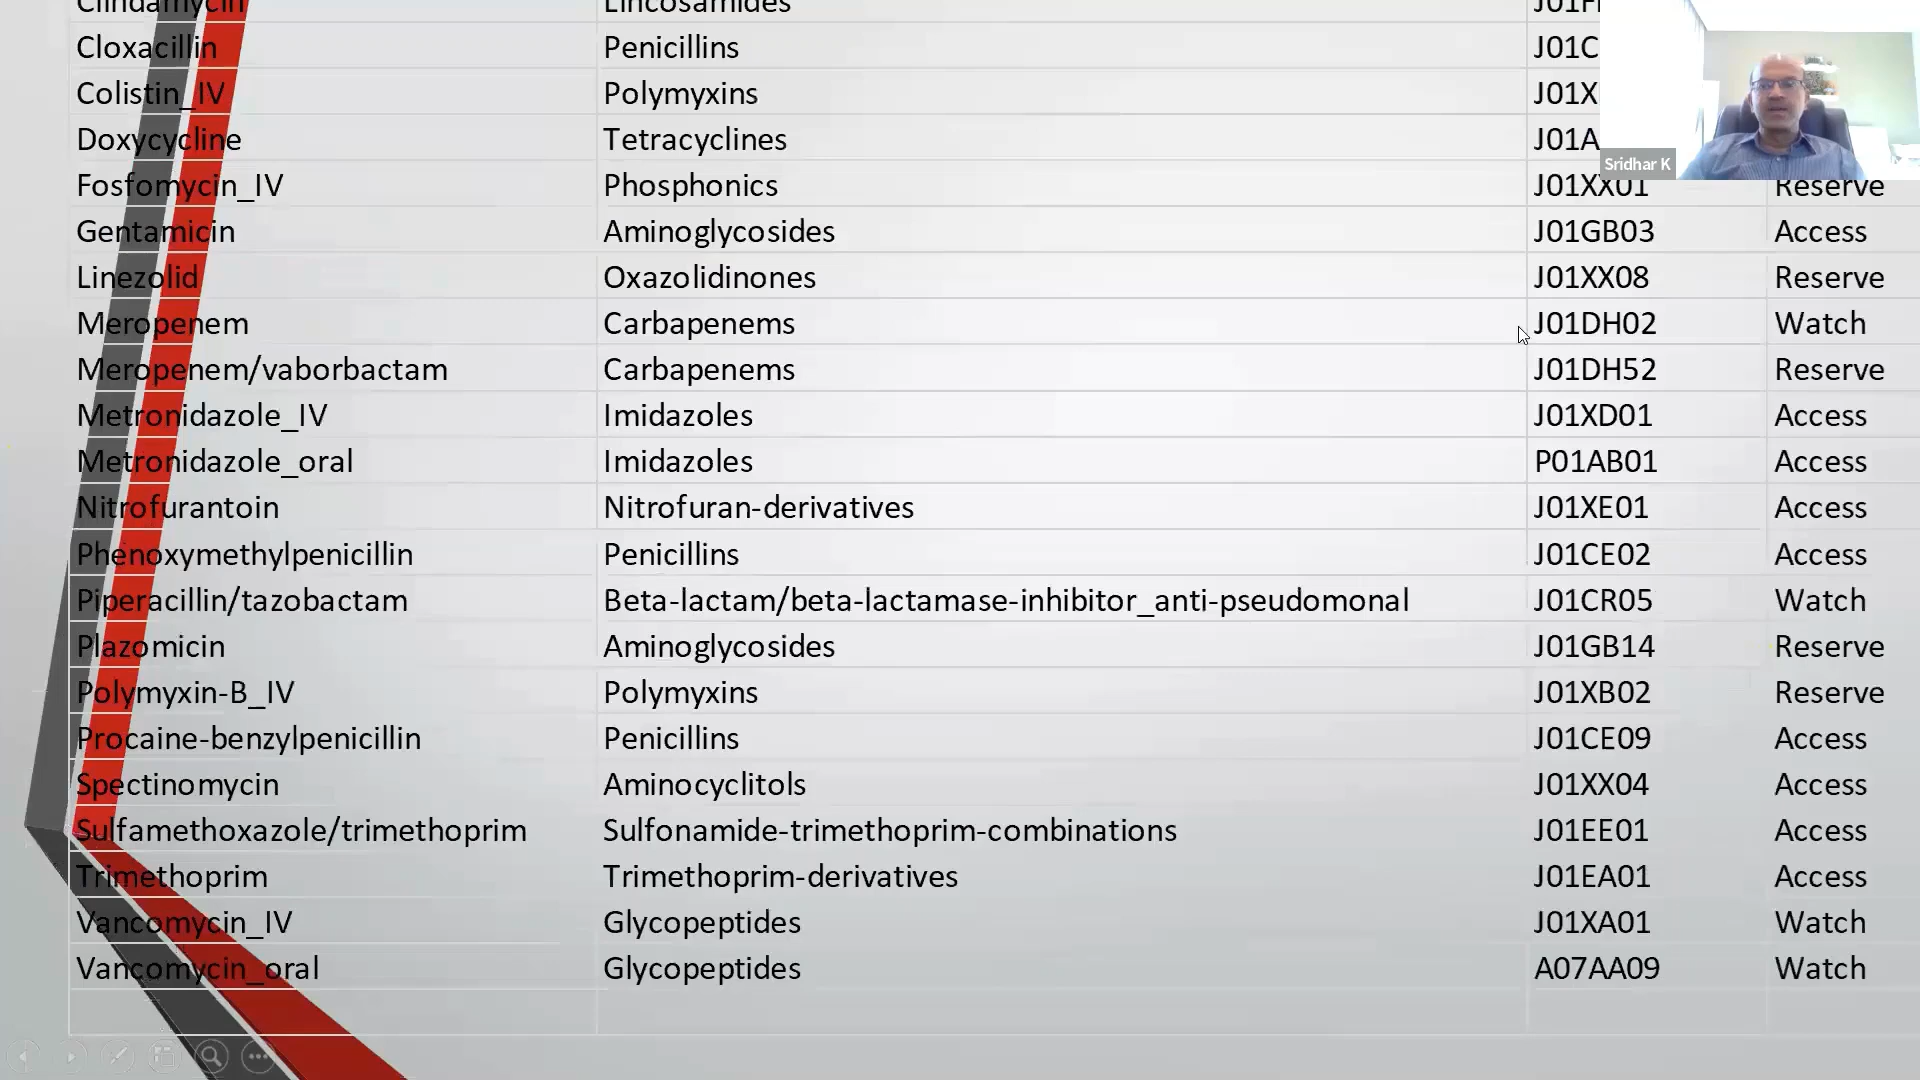 Clindamycin Lincosamides
Cloxacillin Penicillins J01C
Colistin_IV Polymyxins J01X
Doxycycline Tetracyclines J01A
Sridhar K
Fosfomycin_IV Phosphonics J01XX01 Reserve
Gentamicin Aminoglycosides J01GB03 Access
Linezolid Oxazolidinones J01XX08 Reserve
Meropenem Carbapenems J01DH02 Watch
Meropenem/vaborbactam Carbapenems J01DH52 Reserve
Metronidazole_IV Imidazoles J01XD01 Access
Metronidazole_oral Imidazoles P01AB01 Access
Nitrofurantoin Nitrofuran-derivatives J01XE01 Access
Phenoxymethylpenicillin Penicillins J01CE02 Access
Piperacillin/tazobactam Beta-lactam/beta-lactamase-inhibitor_anti-pseudomonal J01CR05 Watch
Plazomicin Aminoglycosides J01GB14 Reserve
Polymyxin-B_IV Polymyxins J01XB02 Reserve
Procaine-benzylpenicillin Penicillins J01CE09 Access
Spectinomycin Aminocyclitols J01XX04 Access
Sulfamethoxazole/trimethoprim Sulfonamide-trimethoprim-combinations J01EE01 Access
Trimethoprim Trimethoprim-derivatives J01EA01 Access
Vancomycin_IV Glycopeptides J01XA01 Watch
Vancomycin_oral Glycopeptides A07AA09 Watch